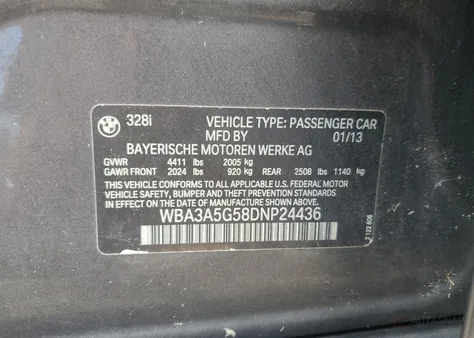 BMW
328i VEHICLE TYPE: PASSENGER CAR
MFD BY 01/13
BAYERISCHE MOTOREN WERKE AG
GVWR 4411 lbs 2005 kg
GAWR FRONT 2024 lbs 920 kg REAR 2508 lbs 1140 kg
THIS VEHICLE CONFORMS TO ALL APPLICABLE U.S. FEDERAL MOTOR
VEHICLE SAFETY, BUMPER AND THEFT PREVENTION STANDARDS IN
EFFECT ON THE DATE OF MANUFACTURE SHOWN ABOVE.
WBA3A5G58DNP24436